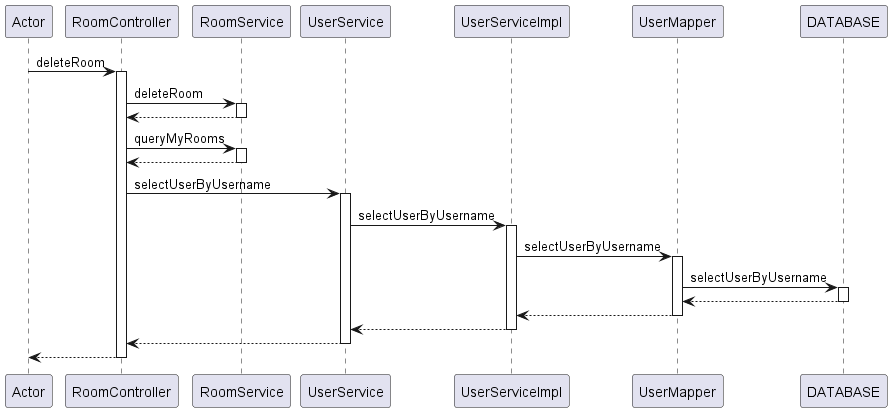 Actor RoomController RoomService UserService UserServiceImpl UserMapper DATABASE
deleteRoom
deleteRoom
queryMyRooms
selectUserByUsername
selectUserByUsername
selectUserByUsername
selectUserByUsername
Actor RoomController RoomService UserService UserServiceImpl UserMapper DATABASE